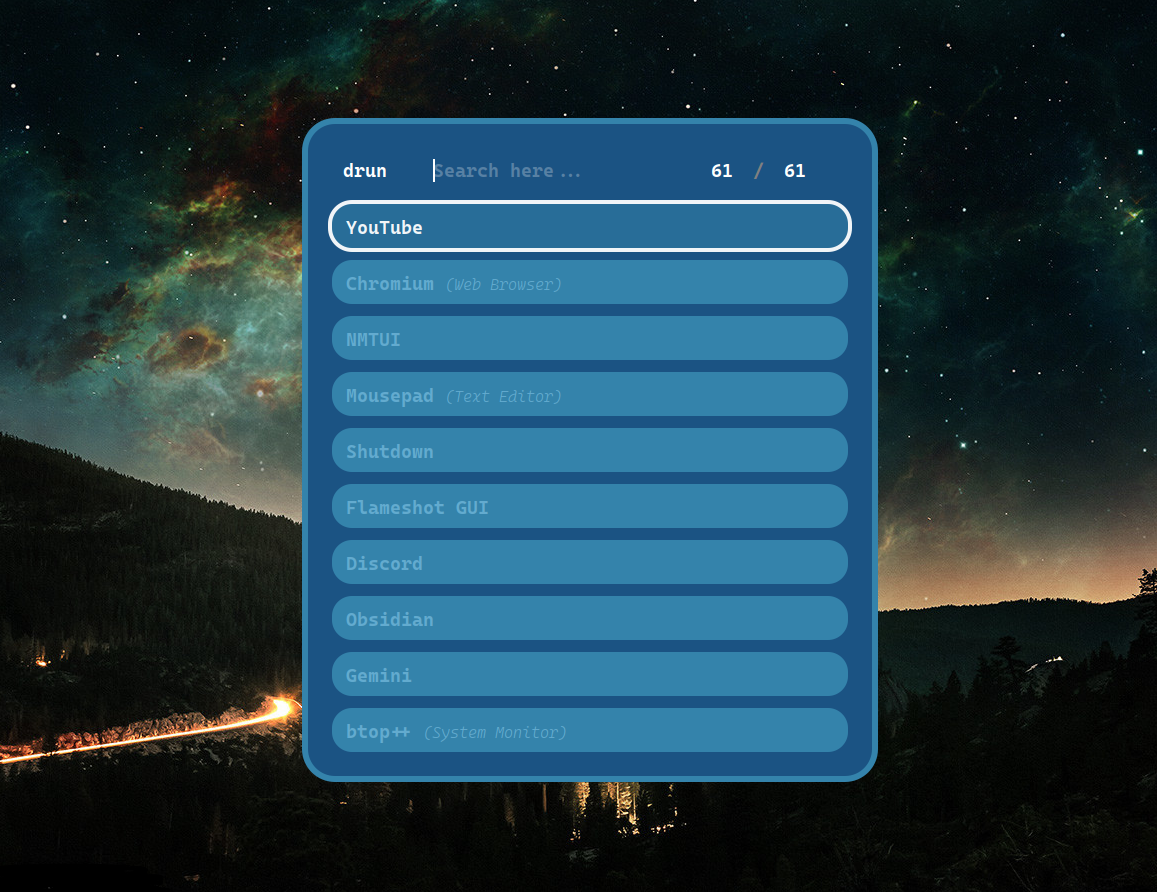 drun Search here... 61 / 61
YouTube
Chromium (Web Browser)
NMTUI
Mousepad (Text Editor)
Shutdown
Flameshot GUI
Discord
Obsidian
Gemini
btop++ (System Monitor)